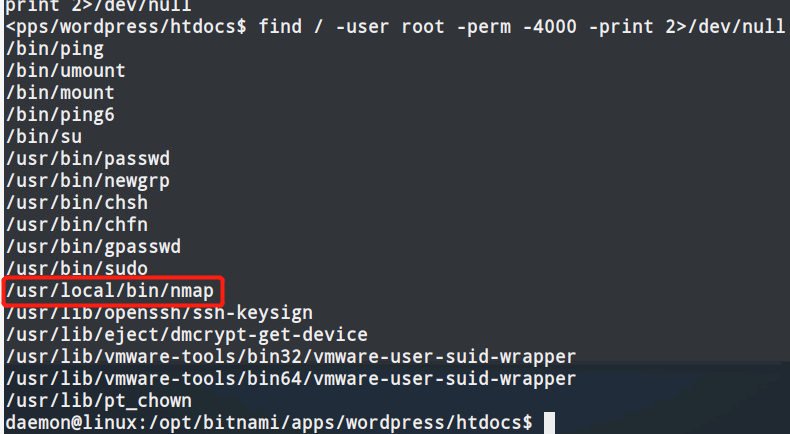 print 2>/dev/null
<pps/wordpress/htdocs$ find / -user root -perm -4000 -print 2>/dev/null
/bin/ping
/bin/umount
/bin/mount
/bin/ping6
/bin/su
/usr/bin/passwd
/usr/bin/newgrp
/usr/bin/chsh
/usr/bin/chfn
/usr/bin/gpasswd
/usr/bin/sudo
/usr/local/bin/nmap
/usr/lib/openssh/ssh-keysign
/usr/lib/eject/dmcrypt-get-device
/usr/lib/vmware-tools/bin32/vmware-user-suid-wrapper
/usr/lib/vmware-tools/bin64/vmware-user-suid-wrapper
/usr/lib/pt_chown
daemon@linux:/opt/bitnami/apps/wordpress/htdocs$